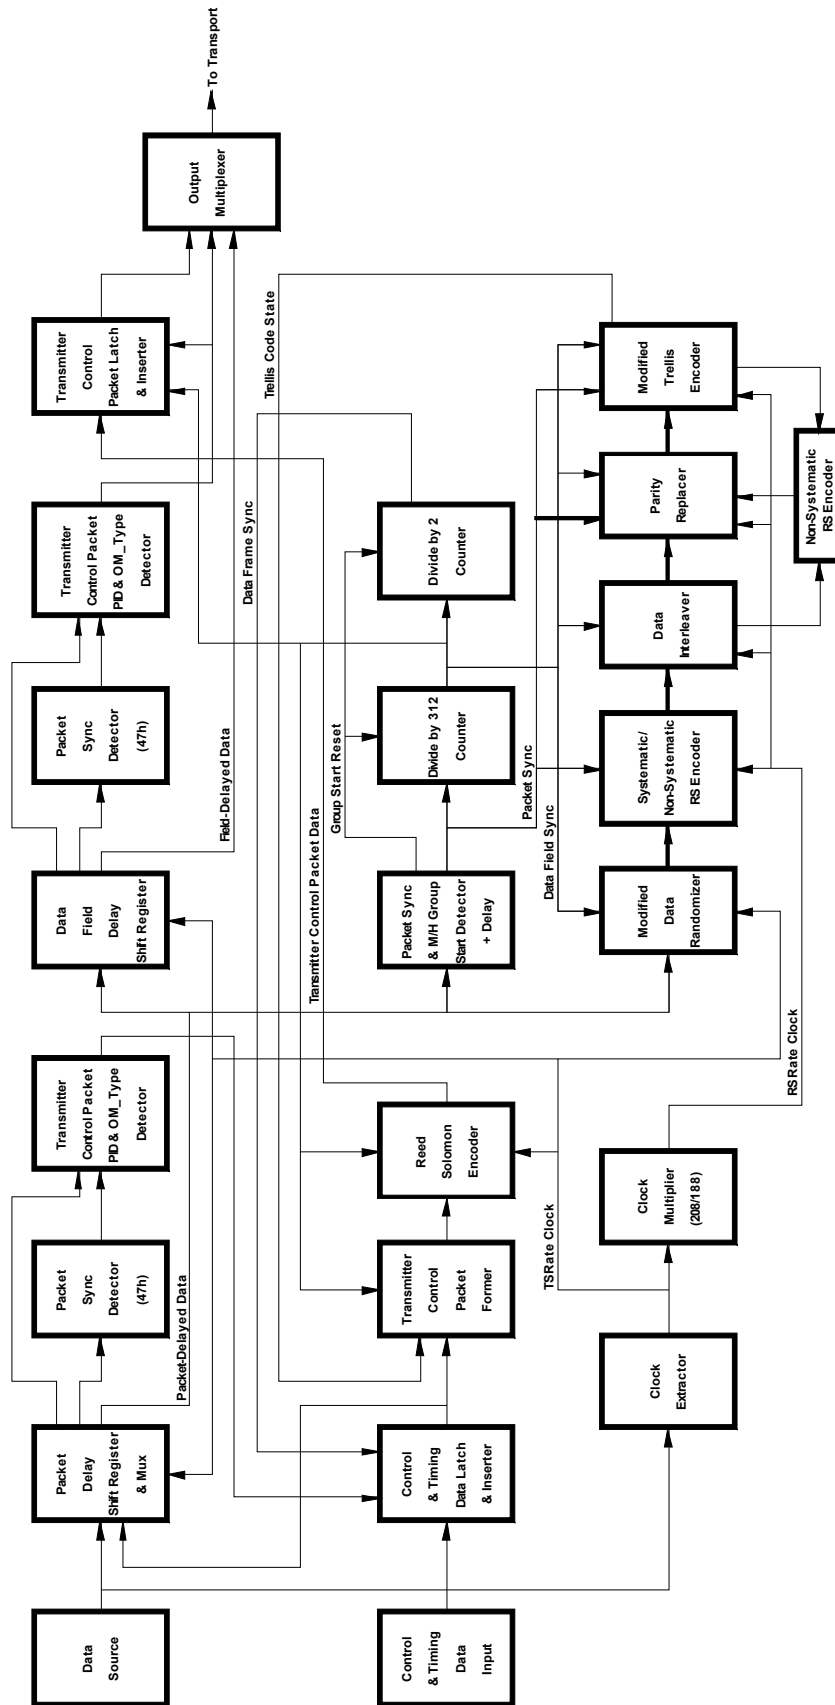 Data
Source
Packet
Delay
Shift Register
& Mux
Packet
Sync
Detector
(47h)
Transmitter
Control Packet
PID & OM_Type
Detector
Data
Field
Delay
Shift Register
Packet
Sync
Detector
(47h)
Transmitter
Control Packet
PID & OM_Type
Detector
Transmitter
Control
Packet Latch
& Inserter
Output
Multiplexer
To Transport
Packet-Delayed Data
Field-Delayed Data
Data Frame Sync
Trellis Code State
Transmitter Control Packet Data
Group Start Reset
Control
& Timing
Data
Input
Control
& Timing
Data Latch
& Inserter
Transmitter
Control
Packet
Former
Reed
Solomon
Encoder
Packet Sync
& M/H Group
Start Detector
+ Delay
Divide by 312
Counter
Divide by 2
Counter
Packet Sync
Data Field Sync
TS Rate Clock
Clock
Extractor
Clock
Multiplier
(208/188)
RS Rate Clock
Modified
Data
Randomizer
Systematic/
Non-Systematic
RS Encoder
Data
Interleaver
Parity
Replacer
Modified
Trellis
Encoder
Non-Systematic
RS Encoder